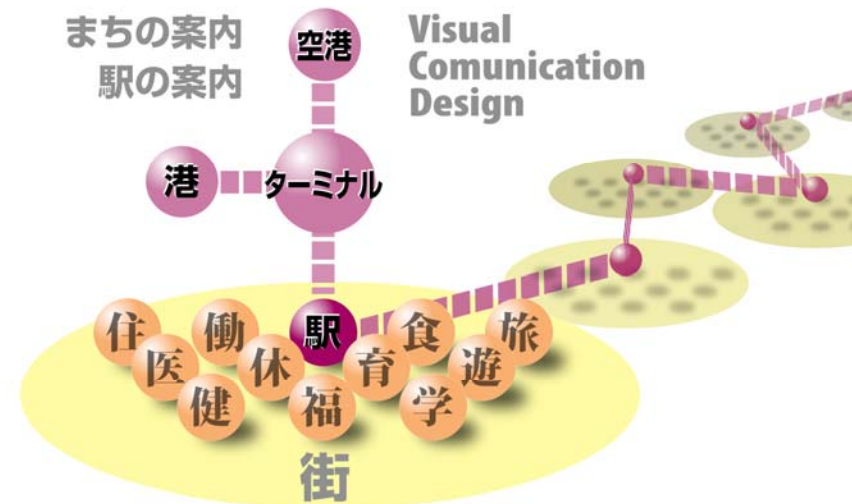 まちの案内
駅の案内
Visual
Comunication
Design
空港
港
ターミナル
駅
住
働
食
旅
医
休
育
遊
健
福
学
街